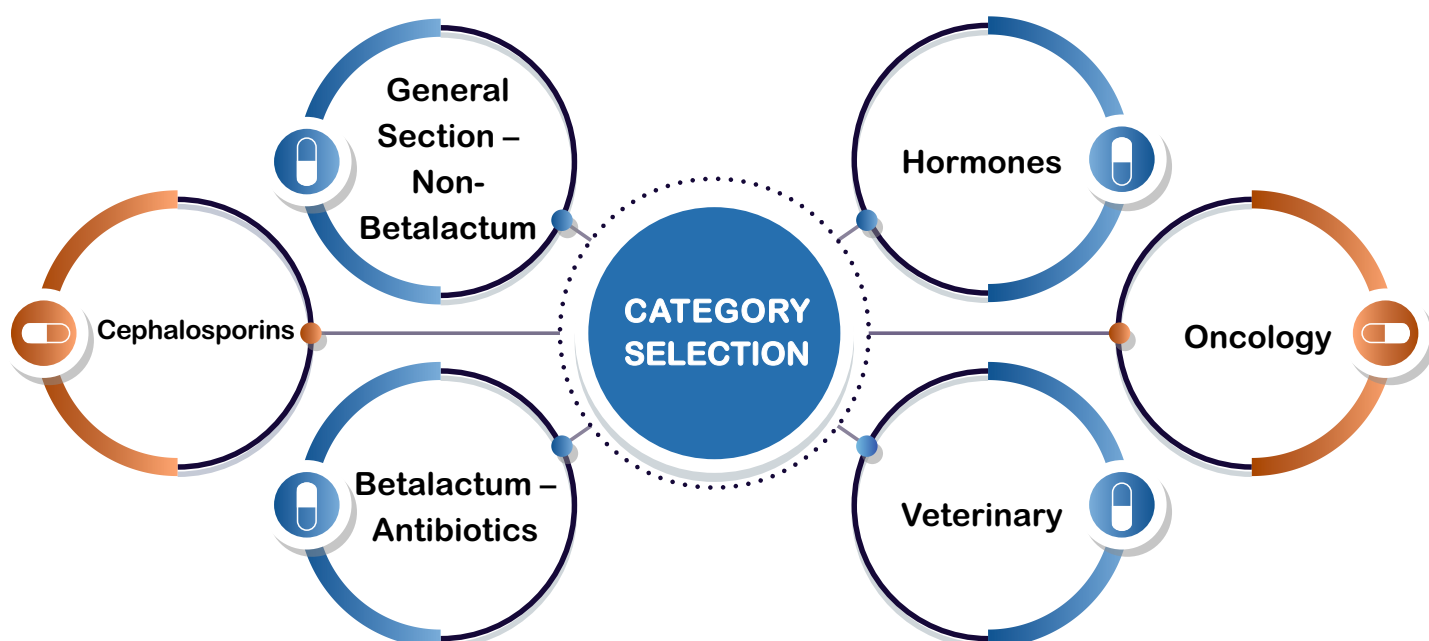 General
Section –
Non-
Betalactum
Hormones
Cephalosporins
CATEGORY
SELECTION
Oncology
Betalactum –
Antibiotics
Veterinary